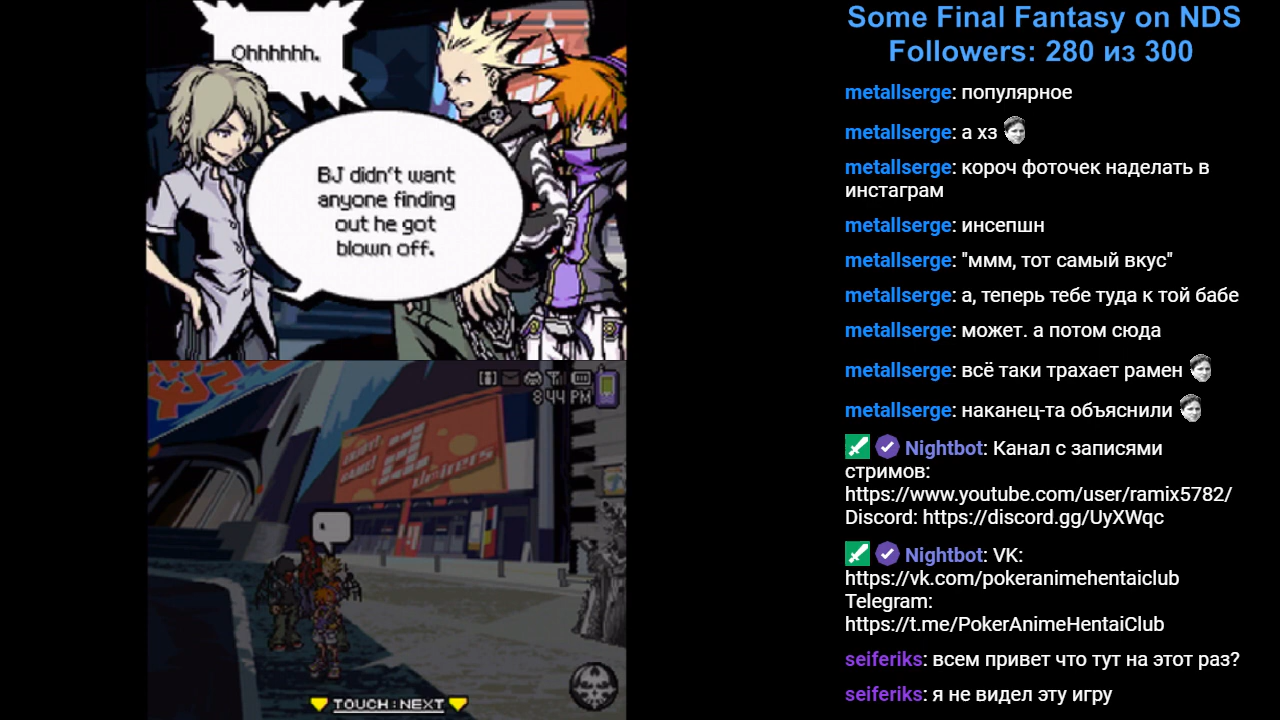 Ohhhhhh.
BJ didn't want
anyone finding
out he got
blown off.
8:44 PM
TOUCH : NEXT
Some Final Fantasy on NDS
Followers: 280 из 300
metallserge: популярное
metallserge: а хз
metallserge: короч фоточек наделать в
инстаграм
metallserge: инсепшн
metallserge: "ммм, тот самый вкус"
metallserge: а, теперь тебе туда к той бабе
metallserge: может. а потом сюда
metallserge: всё таки трахает рамен
metallserge: наканец-та объяснили
Nightbot: Канал с записями
стримов:
https://www.youtube.com/user/ramix5782/
Discord: https://discord.gg/UyXWqc
Nightbot: VK:
https://vk.com/pokeranimehentaiclub
Telegram:
https://t.me/PokerAnimeHentaiClub
seiferiks: всем привет что тут на этот раз?
seiferiks: я не видел эту игру